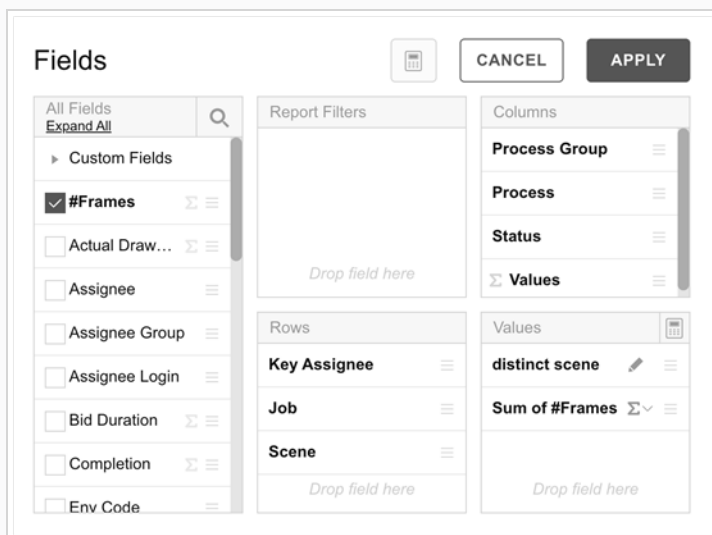 Fields
CANCEL
APPLY
All Fields
Expand All
Custom Fields
#Frames
Actual Draw...
Assignee
Assignee Group
Assignee Login
Bid Duration
Completion
Env Code
Report Filters
Drop field here
Columns
Process Group
Process
Status
Σ Values
Rows
Key Assignee
Job
Scene
Drop field here
Values
distinct scene
Sum of #Frames Σ
Drop field here